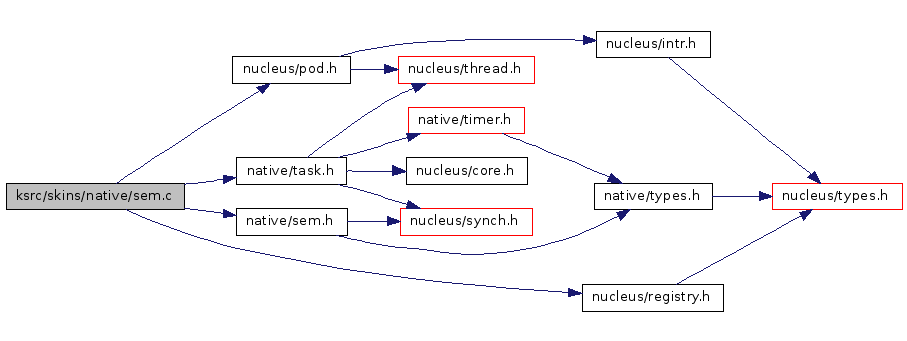 nucleus/intr.h
nucleus/pod.h
nucleus/thread.h
native/timer.h
native/task.h
nucleus/core.h
ksrc/skins/native/sem.c
native/types.h
nucleus/types.h
native/sem.h
nucleus/synch.h
nucleus/registry.h